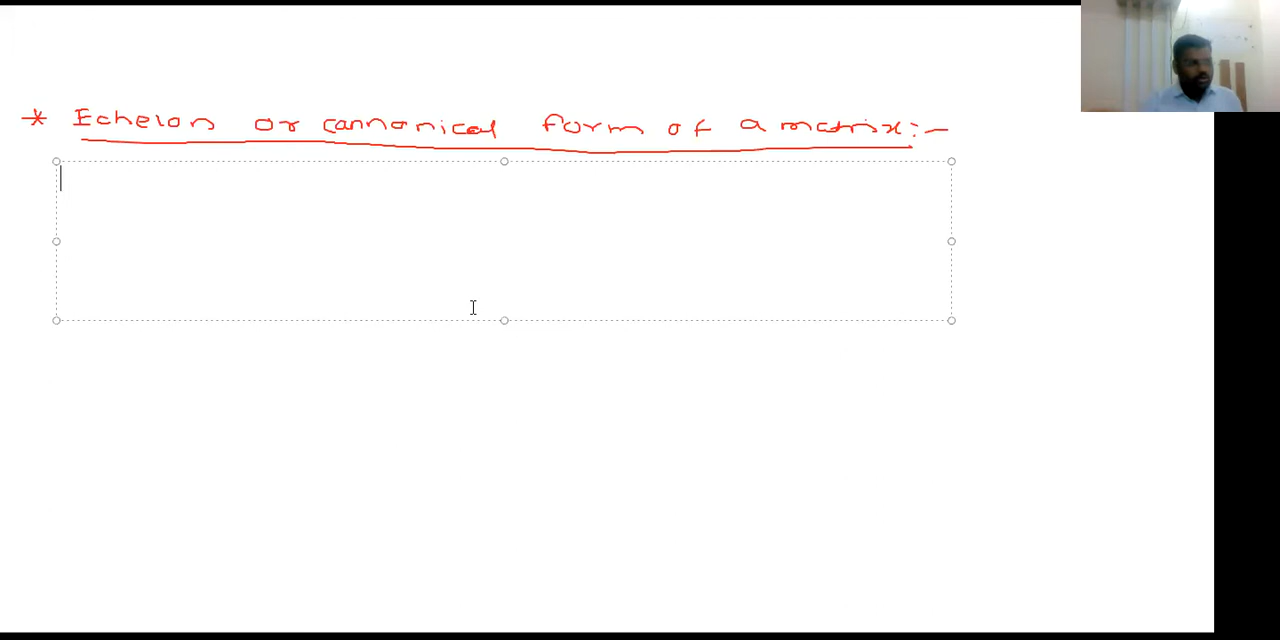 * Echelon or cannonical form of a matrix:-